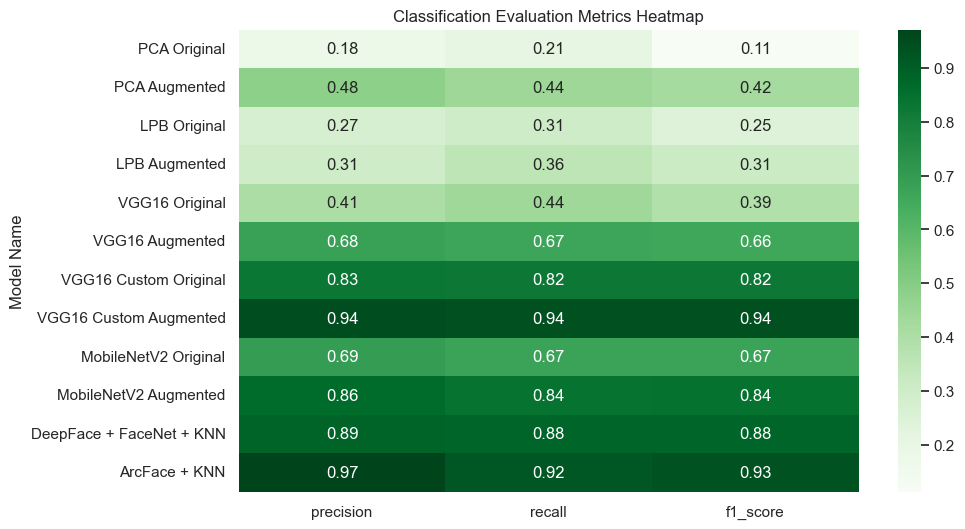 Classification Evaluation Metrics Heatmap
Model Name
PCA Original 0.18 0.21 0.11
PCA Augmented 0.48 0.44 0.42
LPB Original 0.27 0.31 0.25
LPB Augmented 0.31 0.36 0.31
VGG16 Original 0.41 0.44 0.39
VGG16 Augmented 0.68 0.67 0.66
VGG16 Custom Original 0.83 0.82 0.82
VGG16 Custom Augmented 0.94 0.94 0.94
MobileNetV2 Original 0.69 0.67 0.67
MobileNetV2 Augmented 0.86 0.84 0.84
DeepFace + FaceNet + KNN 0.89 0.88 0.88
ArcFace + KNN 0.97 0.92 0.93
precision recall f1_score
0.9
0.8
0.7
0.6
0.5
0.4
0.3
0.2